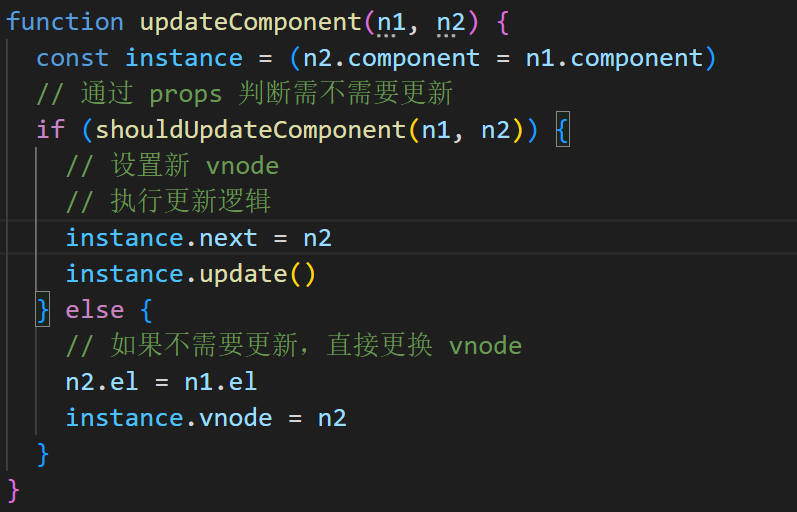 function updateComponent(n1, n2) {
  const instance = (n2.component = n1.component)
  // 通过 props 判断需不需要更新
  if (shouldUpdateComponent(n1, n2)) {
    // 设置新 vnode
    // 执行更新逻辑
    instance.next = n2
    instance.update()
  } else {
    // 如果不需要更新，直接更换 vnode
    n2.el = n1.el
    instance.vnode = n2
  }
}